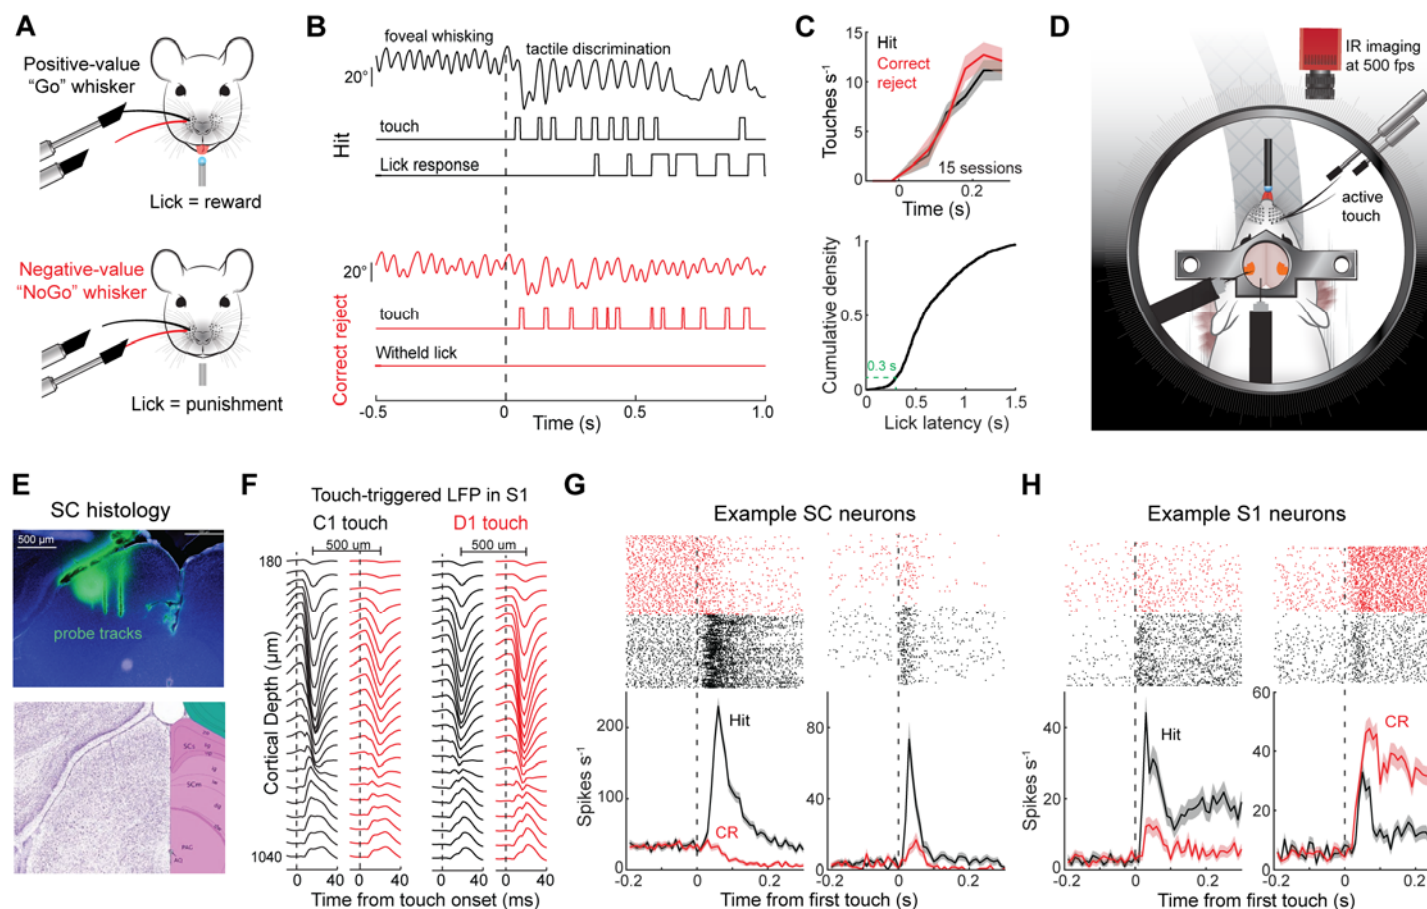 A
Positive-value
“Go” whisker
Lick = reward
Negative-value
“NoGo” whisker
Lick = punishment
B
foveal whisking
tactile discrimination
20°
touch
Lick response
Hit
20°
touch
Witheld lick
Correct reject
-0.5
0
0.5
1.0
Time (s)
C
Hit
Correct
reject
15 sessions
Touches s⁻¹
15
10
5
0
0
0.2
Time (s)
Cumulative density
1
0.5
0
0.3 s
0
0.5
1
1.5
Lick latency (s)
D
IR imaging
at 500 fps
active
touch
E
SC histology
500 µm
probe tracks
SCs
SCm
PAG
AQ
F
Touch-triggered LFP in S1
C1 touch
D1 touch
500 um
500 um
180
1040
Cortical Depth (µm)
0
40
0
40
0
40
0
40
Time from touch onset (ms)
G
Example SC neurons
Spikes s⁻¹
200
100
0
Hit
CR
-0.2
0
0.2
80
40
0
-0.2
0
0.2
Time from first touch (s)
H
Example S1 neurons
40
20
0
Hit
-0.2
0
0.2
60
40
20
0
CR
-0.2
0
0.2
Time from first touch (s)